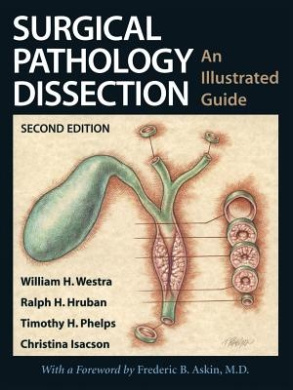 SURGICAL
PATHOLOGY
DISSECTION
An
Illustrated
Guide
SECOND EDITION
William H. Westra
Ralph H. Hruban
Timothy H. Phelps
Christina Isacson
With a Foreword by Frederic B. Askin, M.D.